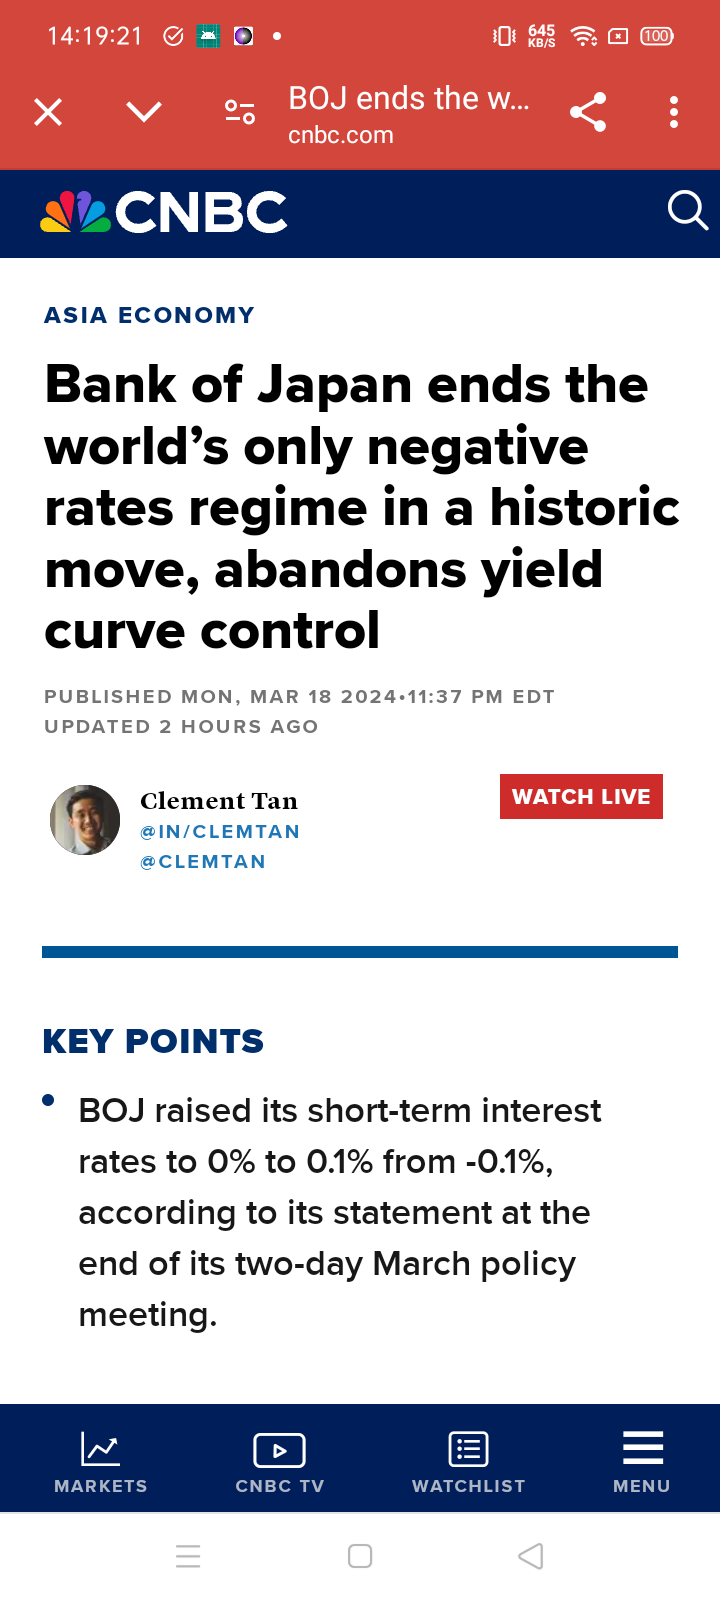 14:19:21
645
KB/S
100
BOJ ends the w...
cnbc.com
CNBC
ASIA ECONOMY
Bank of Japan ends the
world’s only negative
rates regime in a historic
move, abandons yield
curve control
PUBLISHED MON, MAR 18 2024•11:37 PM EDT
UPDATED 2 HOURS AGO
Clement Tan
@IN/CLEMTAN
@CLEMTAN
WATCH LIVE
KEY POINTS
• BOJ raised its short-term interest
rates to 0% to 0.1% from -0.1%,
according to its statement at the
end of its two-day March policy
meeting.
MARKETS
CNBC TV
WATCHLIST
MENU